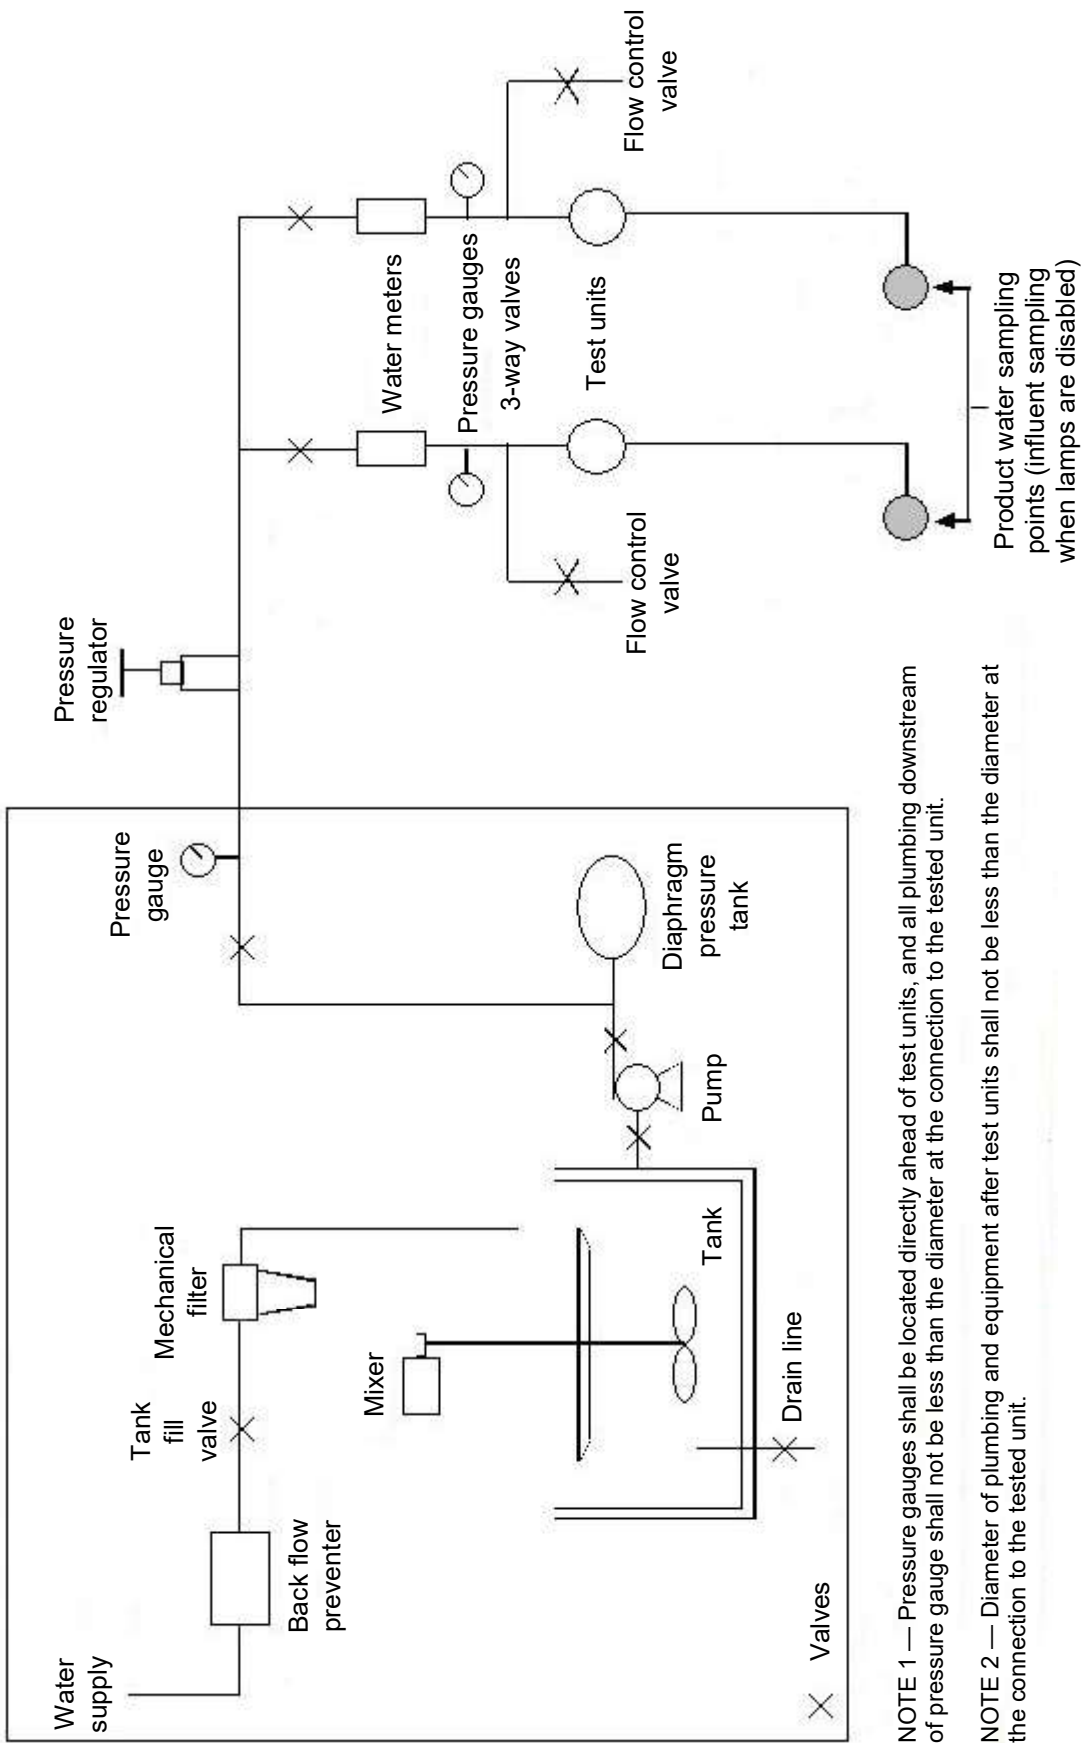 Water
supply
Back flow
preventer
Tank
fill
valve
Mechanical
filter
Mixer
Tank
Drain line
Valves
Pump
Diaphragm
pressure
tank
Pressure
gauge
Pressure
regulator
Water meters
Pressure gauges
3-way valves
Test units
Flow control
valve
Flow control
valve
Product water sampling
points (influent sampling
when lamps are disabled)
NOTE 1 — Pressure gauges shall be located directly ahead of test units, and all plumbing downstream
of pressure gauge shall not be less than the diameter at the connection to the tested unit.
NOTE 2 — Diameter of plumbing and equipment after test units shall not be less than the diameter at
the connection to the tested unit.